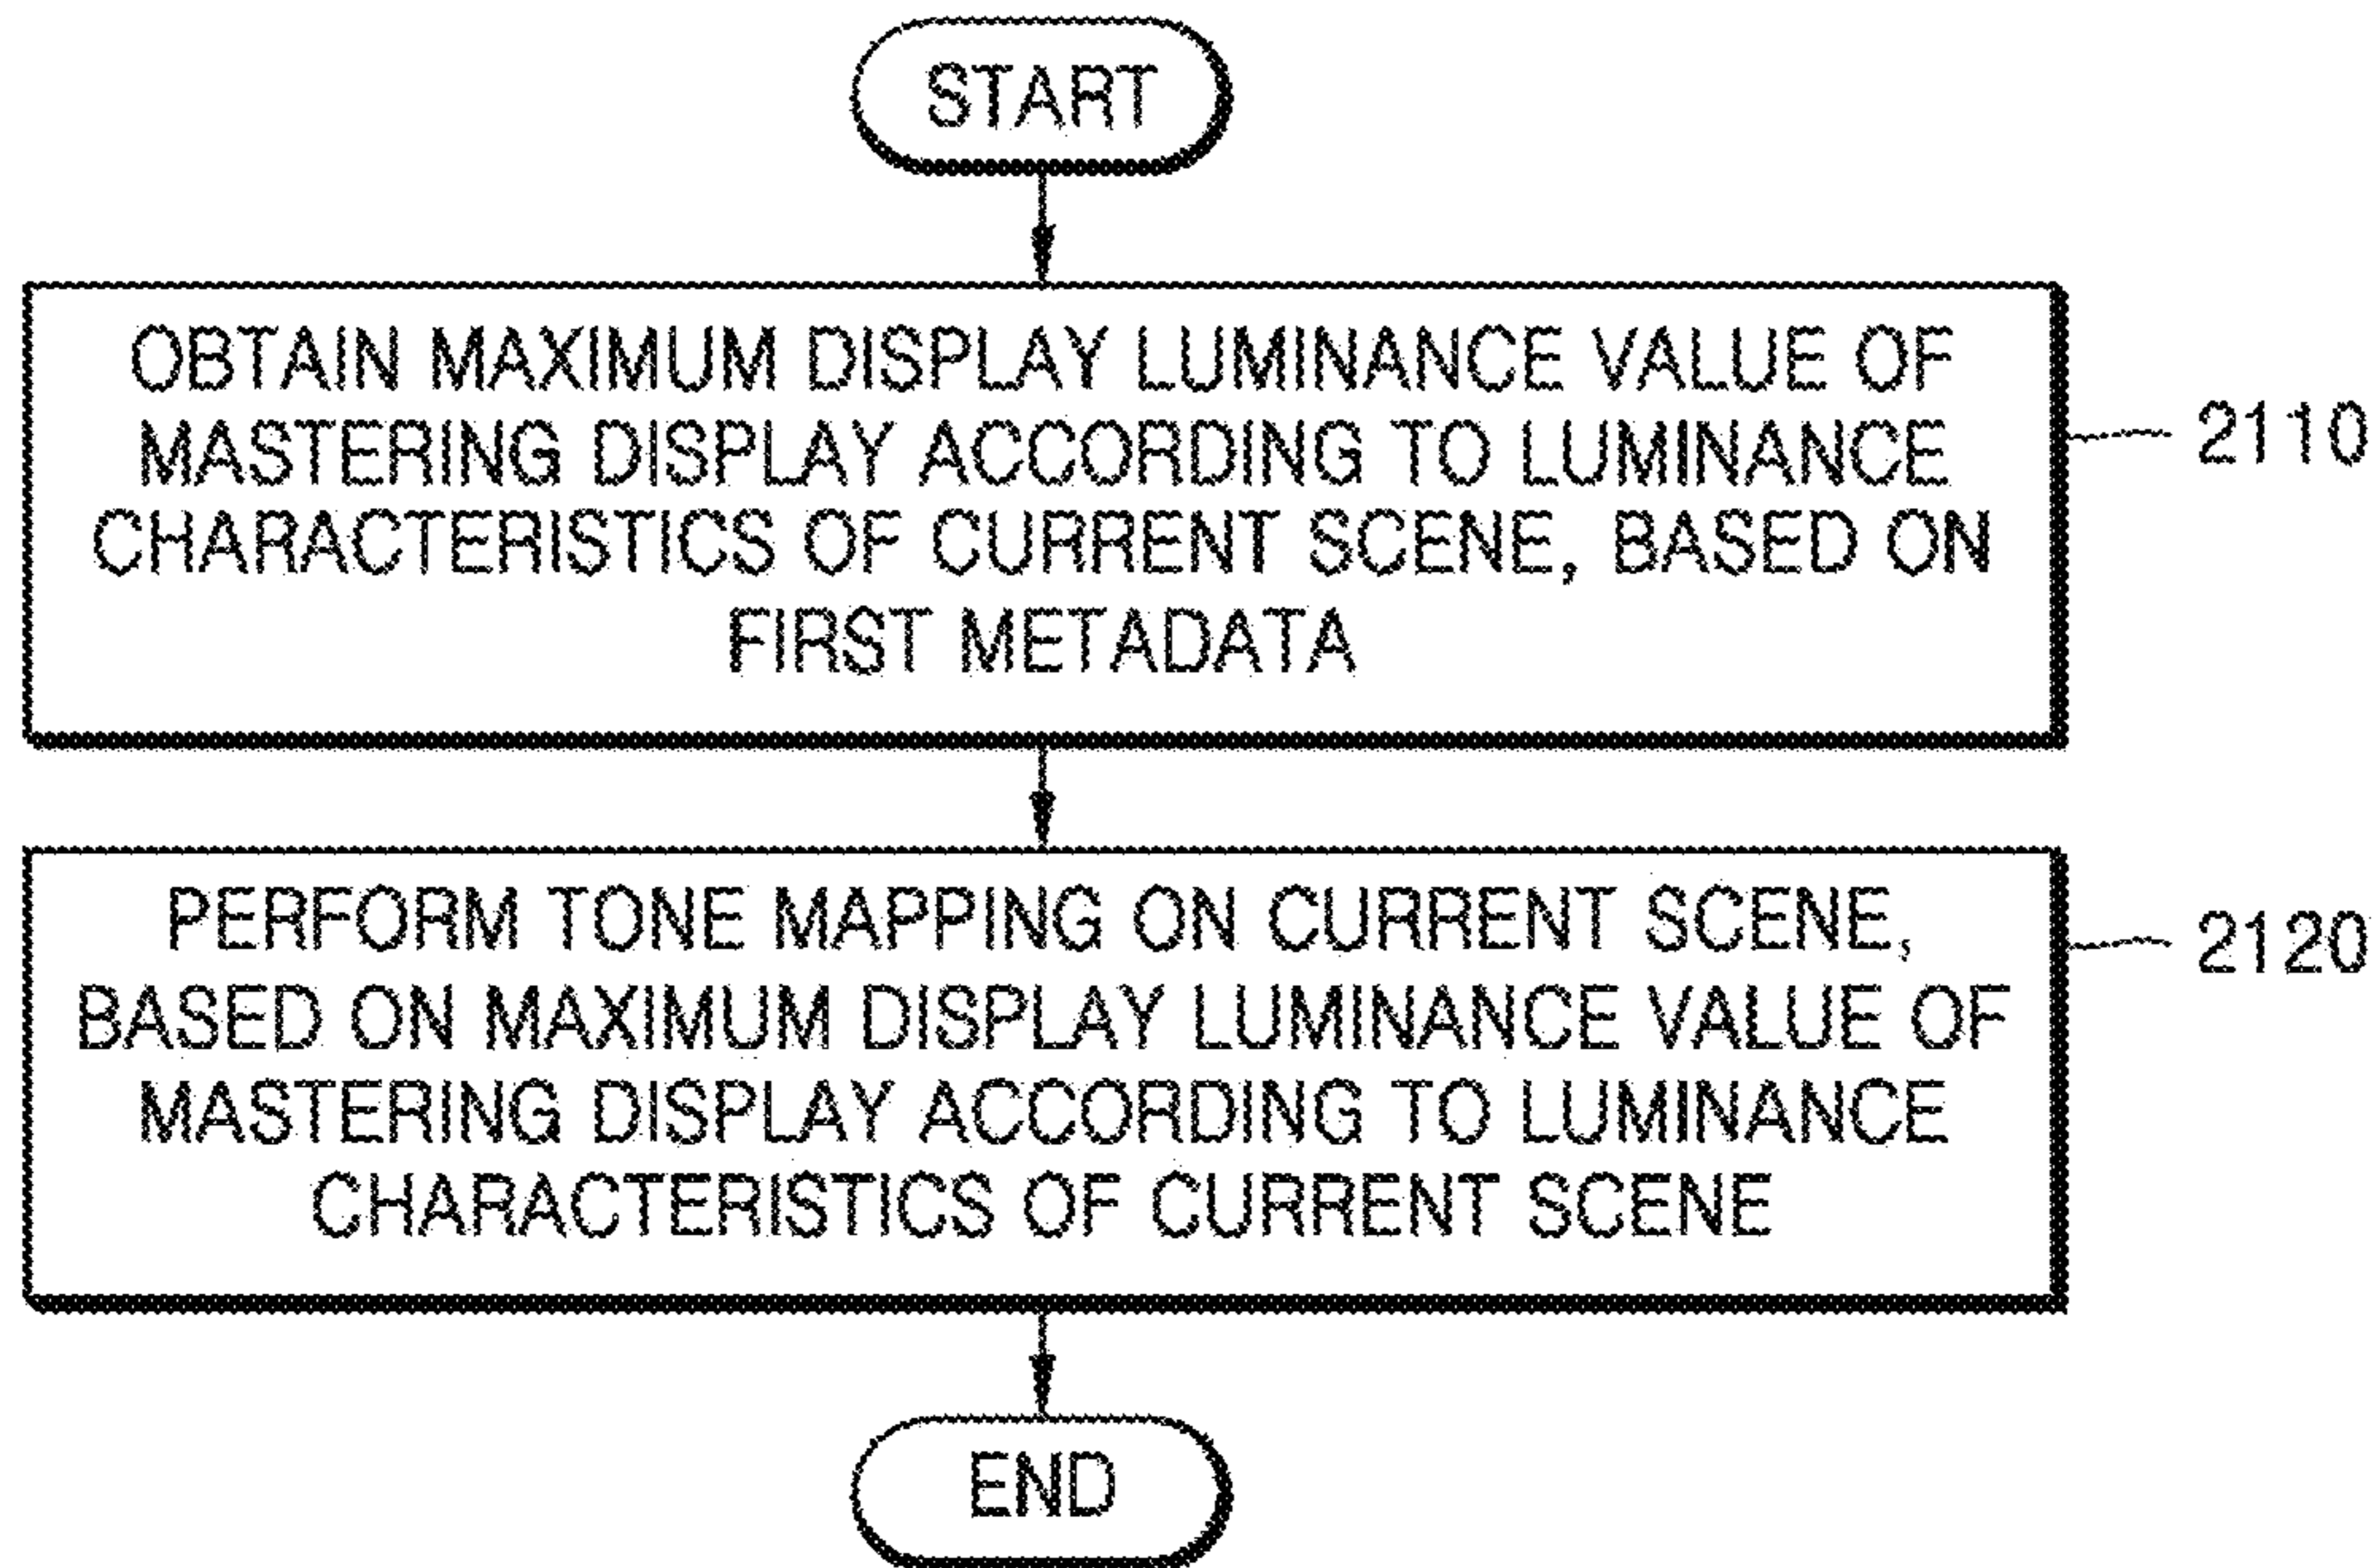 START
OBTAIN MAXIMUM DISPLAY LUMINANCE VALUE OF
MASTERING DISPLAY ACCORDING TO LUMINANCE
CHARACTERISTICS OF CURRENT SCENE, BASED ON
FIRST METADATA
2110
PERFORM TONE MAPPING ON CURRENT SCENE,
BASED ON MAXIMUM DISPLAY LUMINANCE VALUE OF
MASTERING DISPLAY ACCORDING TO LUMINANCE
CHARACTERISTICS OF CURRENT SCENE
2120
END